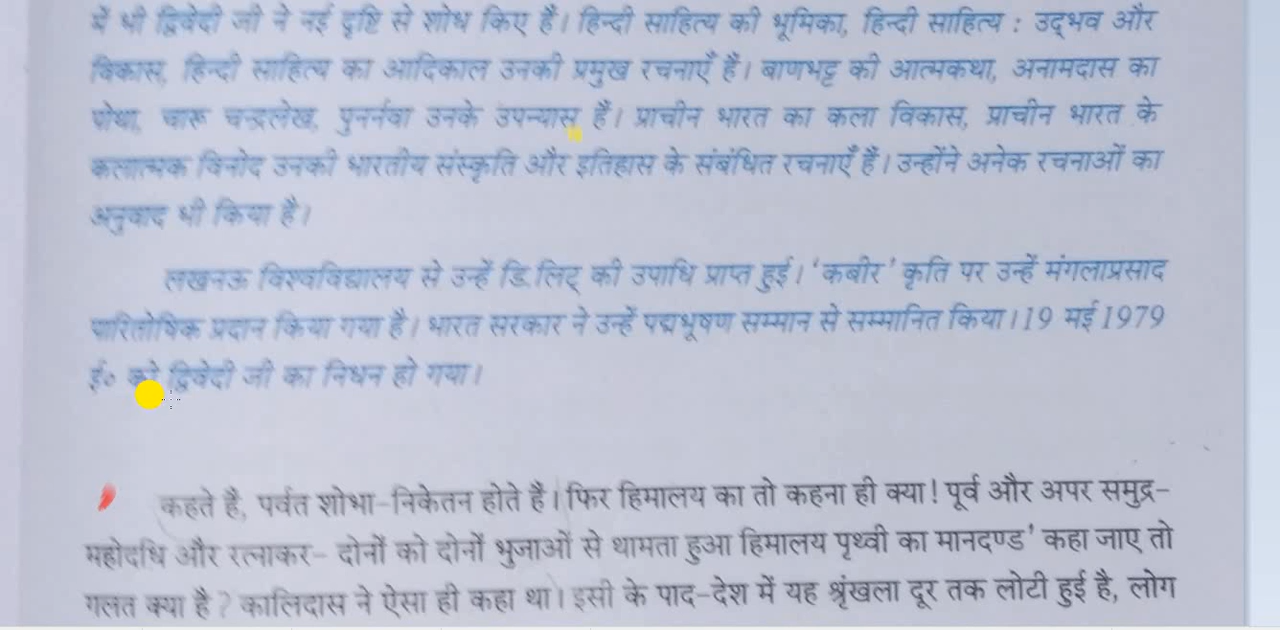 में भी द्विवेदी जी ने नई दृष्टि से शोध किए हैं। हिन्दी साहित्य की भूमिका, हिन्दी साहित्य : उद्‌भव और
विकास, हिन्दी साहित्य का आदिकाल उनकी प्रमुख रचनाएँ हैं। बाणभट्ट की आत्मकथा, अनामदास का
पोथा, चारू चन्द्रलेख, पुनर्नवा उनके उपन्यास हैं। प्राचीन भारत का कला विकास, प्राचीन भारत के
कलात्मक विनोद उनकी भारतीय संस्कृति और इतिहास के संबंधित रचनाएँ हैं। उन्होंने अनेक रचनाओं का
अनुवाद भी किया है।
लखनऊ विश्वविद्यालय से उन्हें डि.लिट् की उपाधि प्राप्त हुई। 'कबीर' कृति पर उन्हें मंगलाप्रसाद
पारितोषिक प्रदान किया गया है। भारत सरकार ने उन्हें पद्मभूषण सम्मान से सम्मानित किया। 19 मई 1979
ई० को द्विवेदी जी का निधन हो गया।
कहते हैं, पर्वत शोभा-निकेतन होते हैं। फिर हिमालय का तो कहना ही क्या! पूर्व और अपर समुद्र-
महोदधि और रत्नाकर- दोनों को दोनों भुजाओं से थामता हुआ हिमालय पृथ्वी का मानदण्ड' कहा जाए तो
गलत क्या है? कालिदास ने ऐसा ही कहा था। इसी के पाद-देश में यह श्रृंखला दूर तक लोटी हुई है, लोग